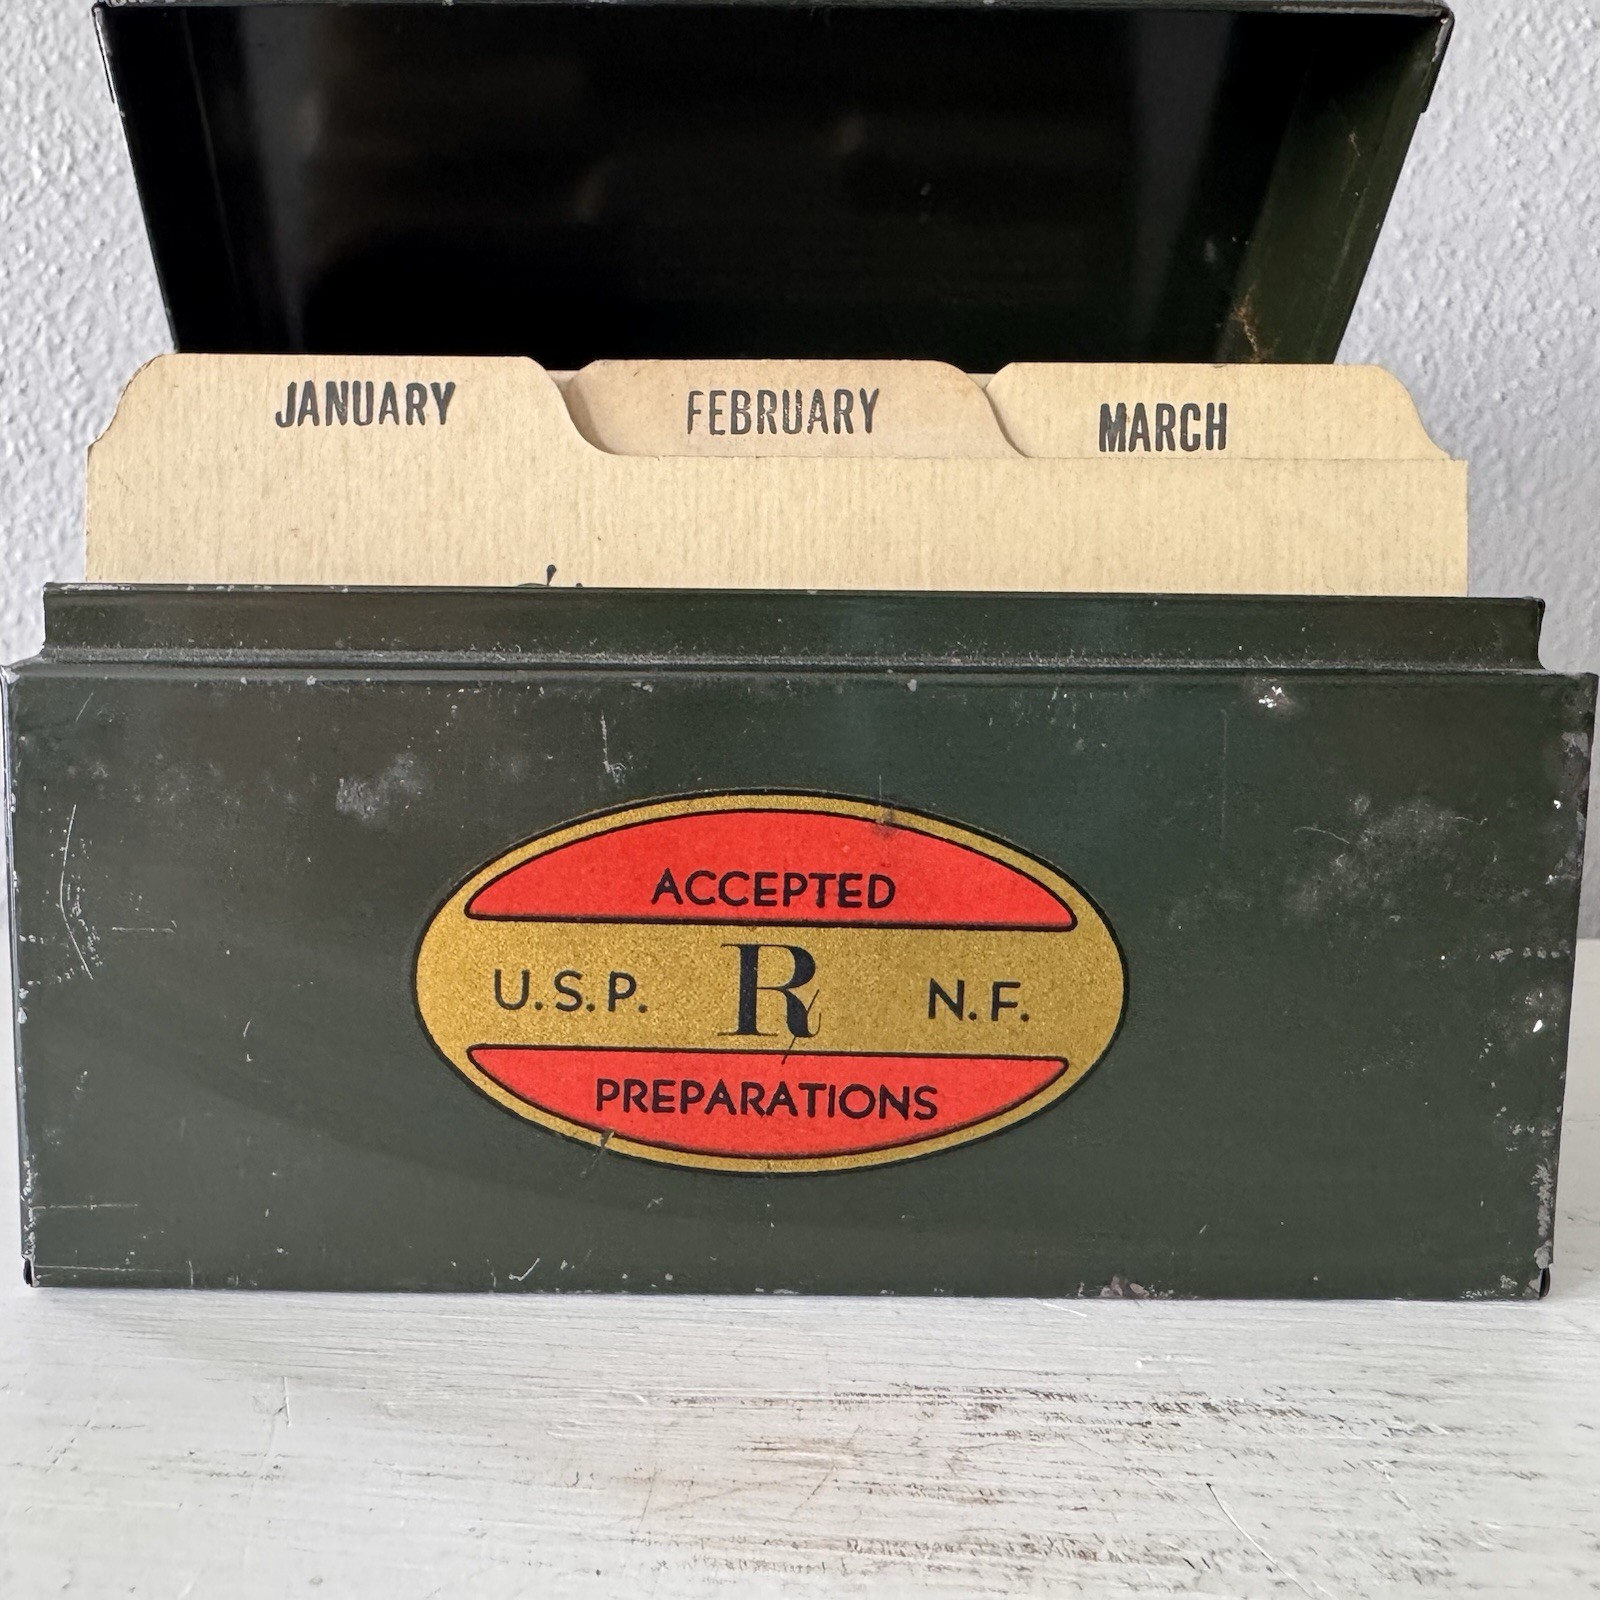 JANUARY FEBRUARY MARCH
ACCEPTED
U.S.P. ℞ N.F.
PREPARATIONS